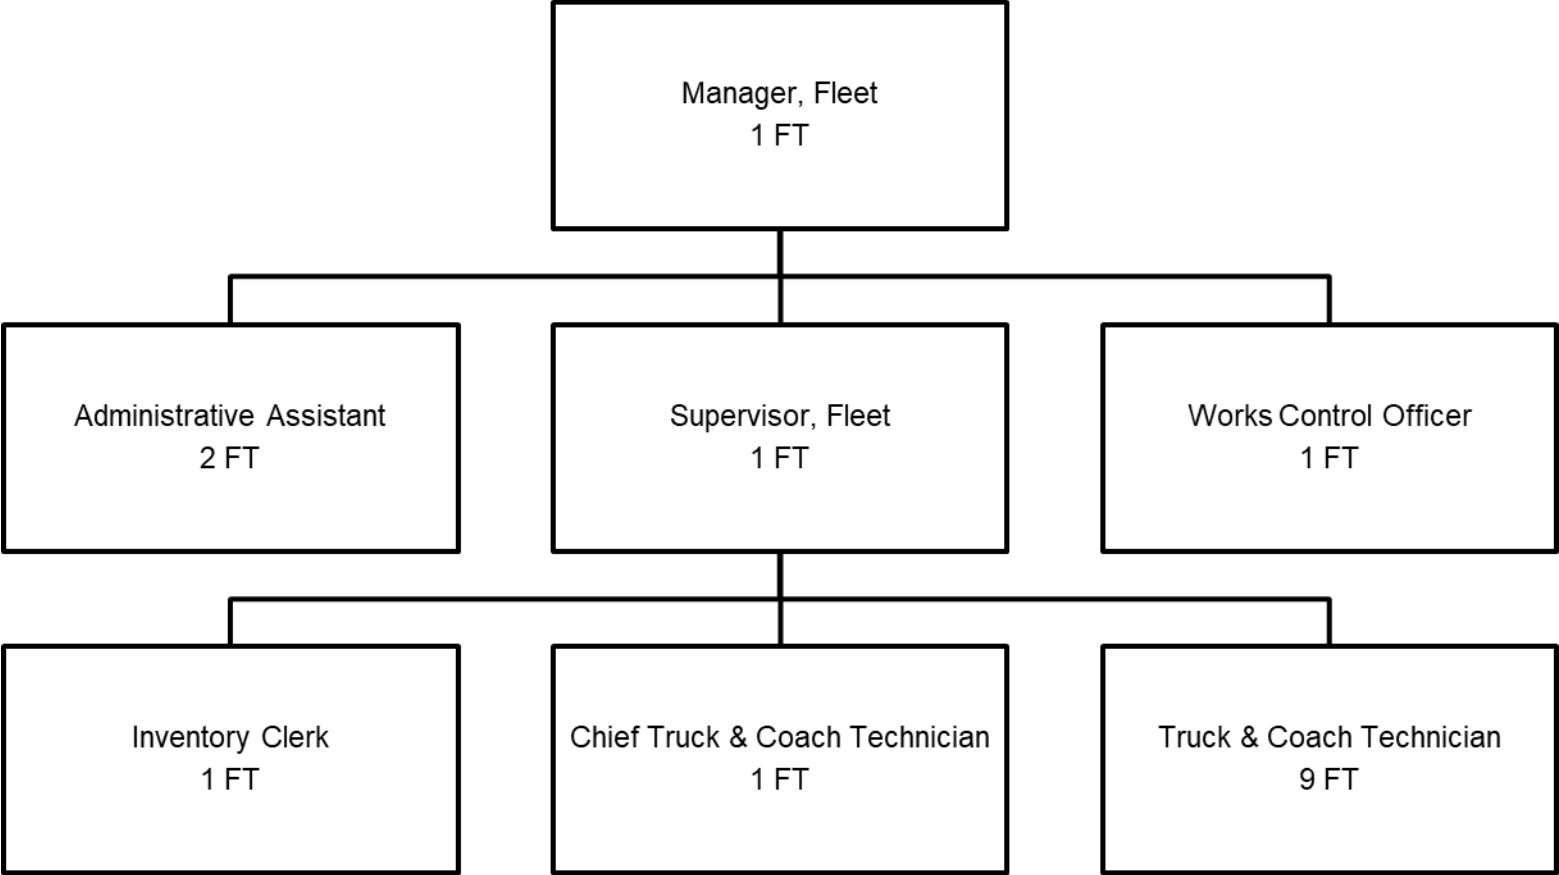 Manager, Fleet
1 FT
Administrative Assistant
2 FT
Supervisor, Fleet
1 FT
Works Control Officer
1 FT
Inventory Clerk
1 FT
Chief Truck & Coach Technician
1 FT
Truck & Coach Technician
9 FT